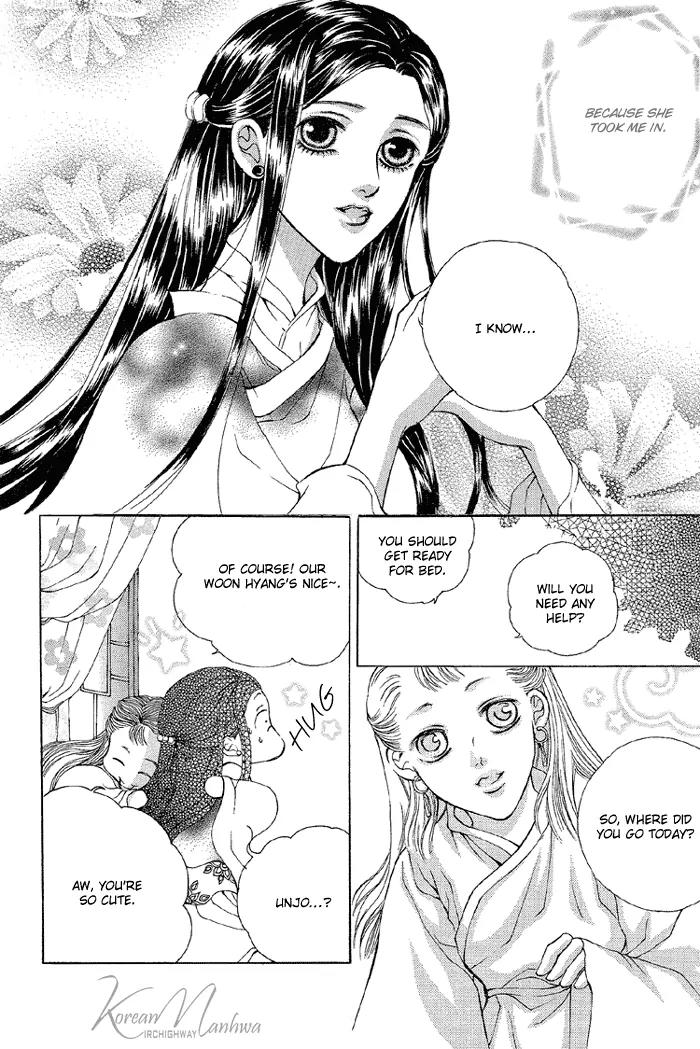 BECAUSE SHE
TOOK ME IN.
I KNOW...
OF COURSE! OUR
WOON HYANG'S NICE~.
HUG
AW, YOU'RE
SO CUTE.
UNJO...?
YOU SHOULD
GET READY
FOR BED.
WILL YOU
NEED ANY
HELP?
SO, WHERE DID
YOU GO TODAY?
Korean Manhwa
IRCHIGHWAY